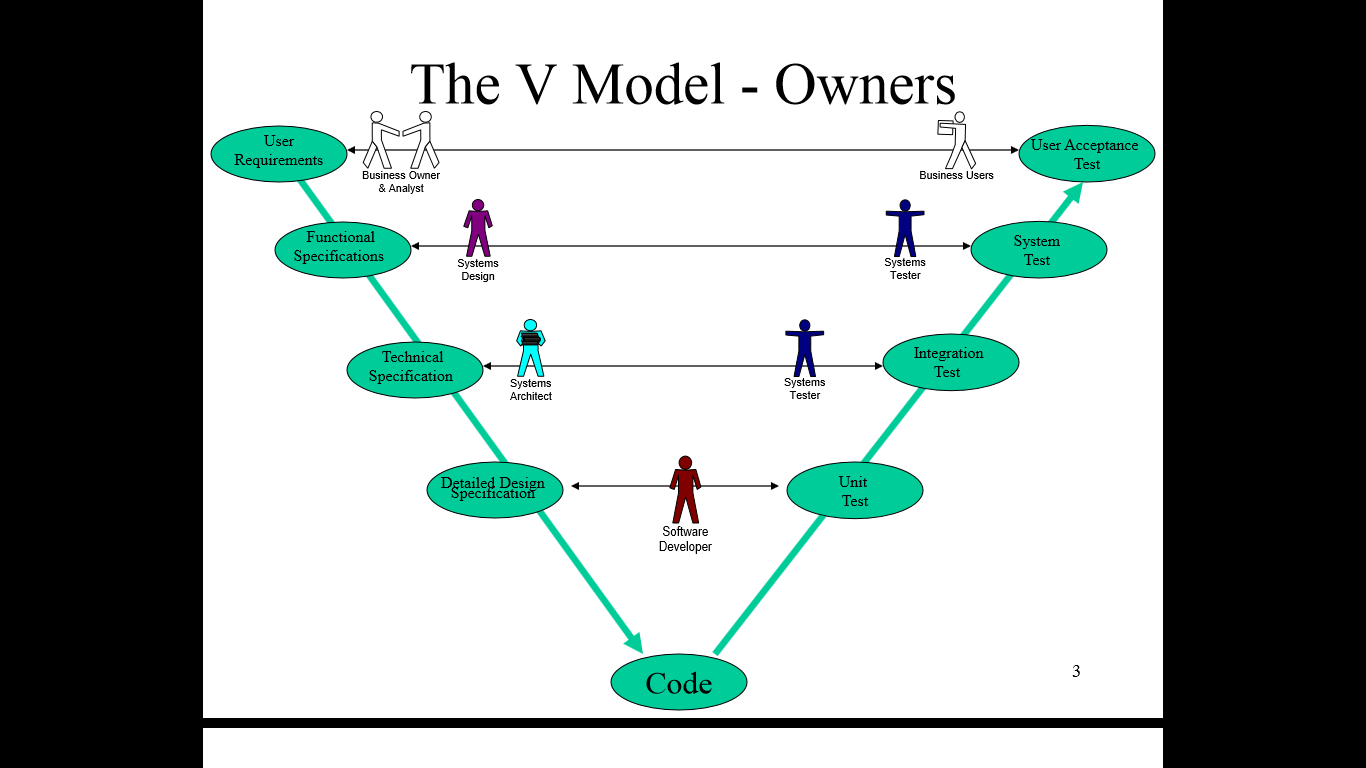 The V Model - Owners
User
Requirements
Business Owner
& Analyst
Business Users
User Acceptance
Test
Functional
Specifications
Systems
Design
Systems
Tester
System
Test
Technical
Specification
Systems
Architect
Systems
Tester
Integration
Test
Detailed Design
Specification
Software
Developer
Unit
Test
Code
3